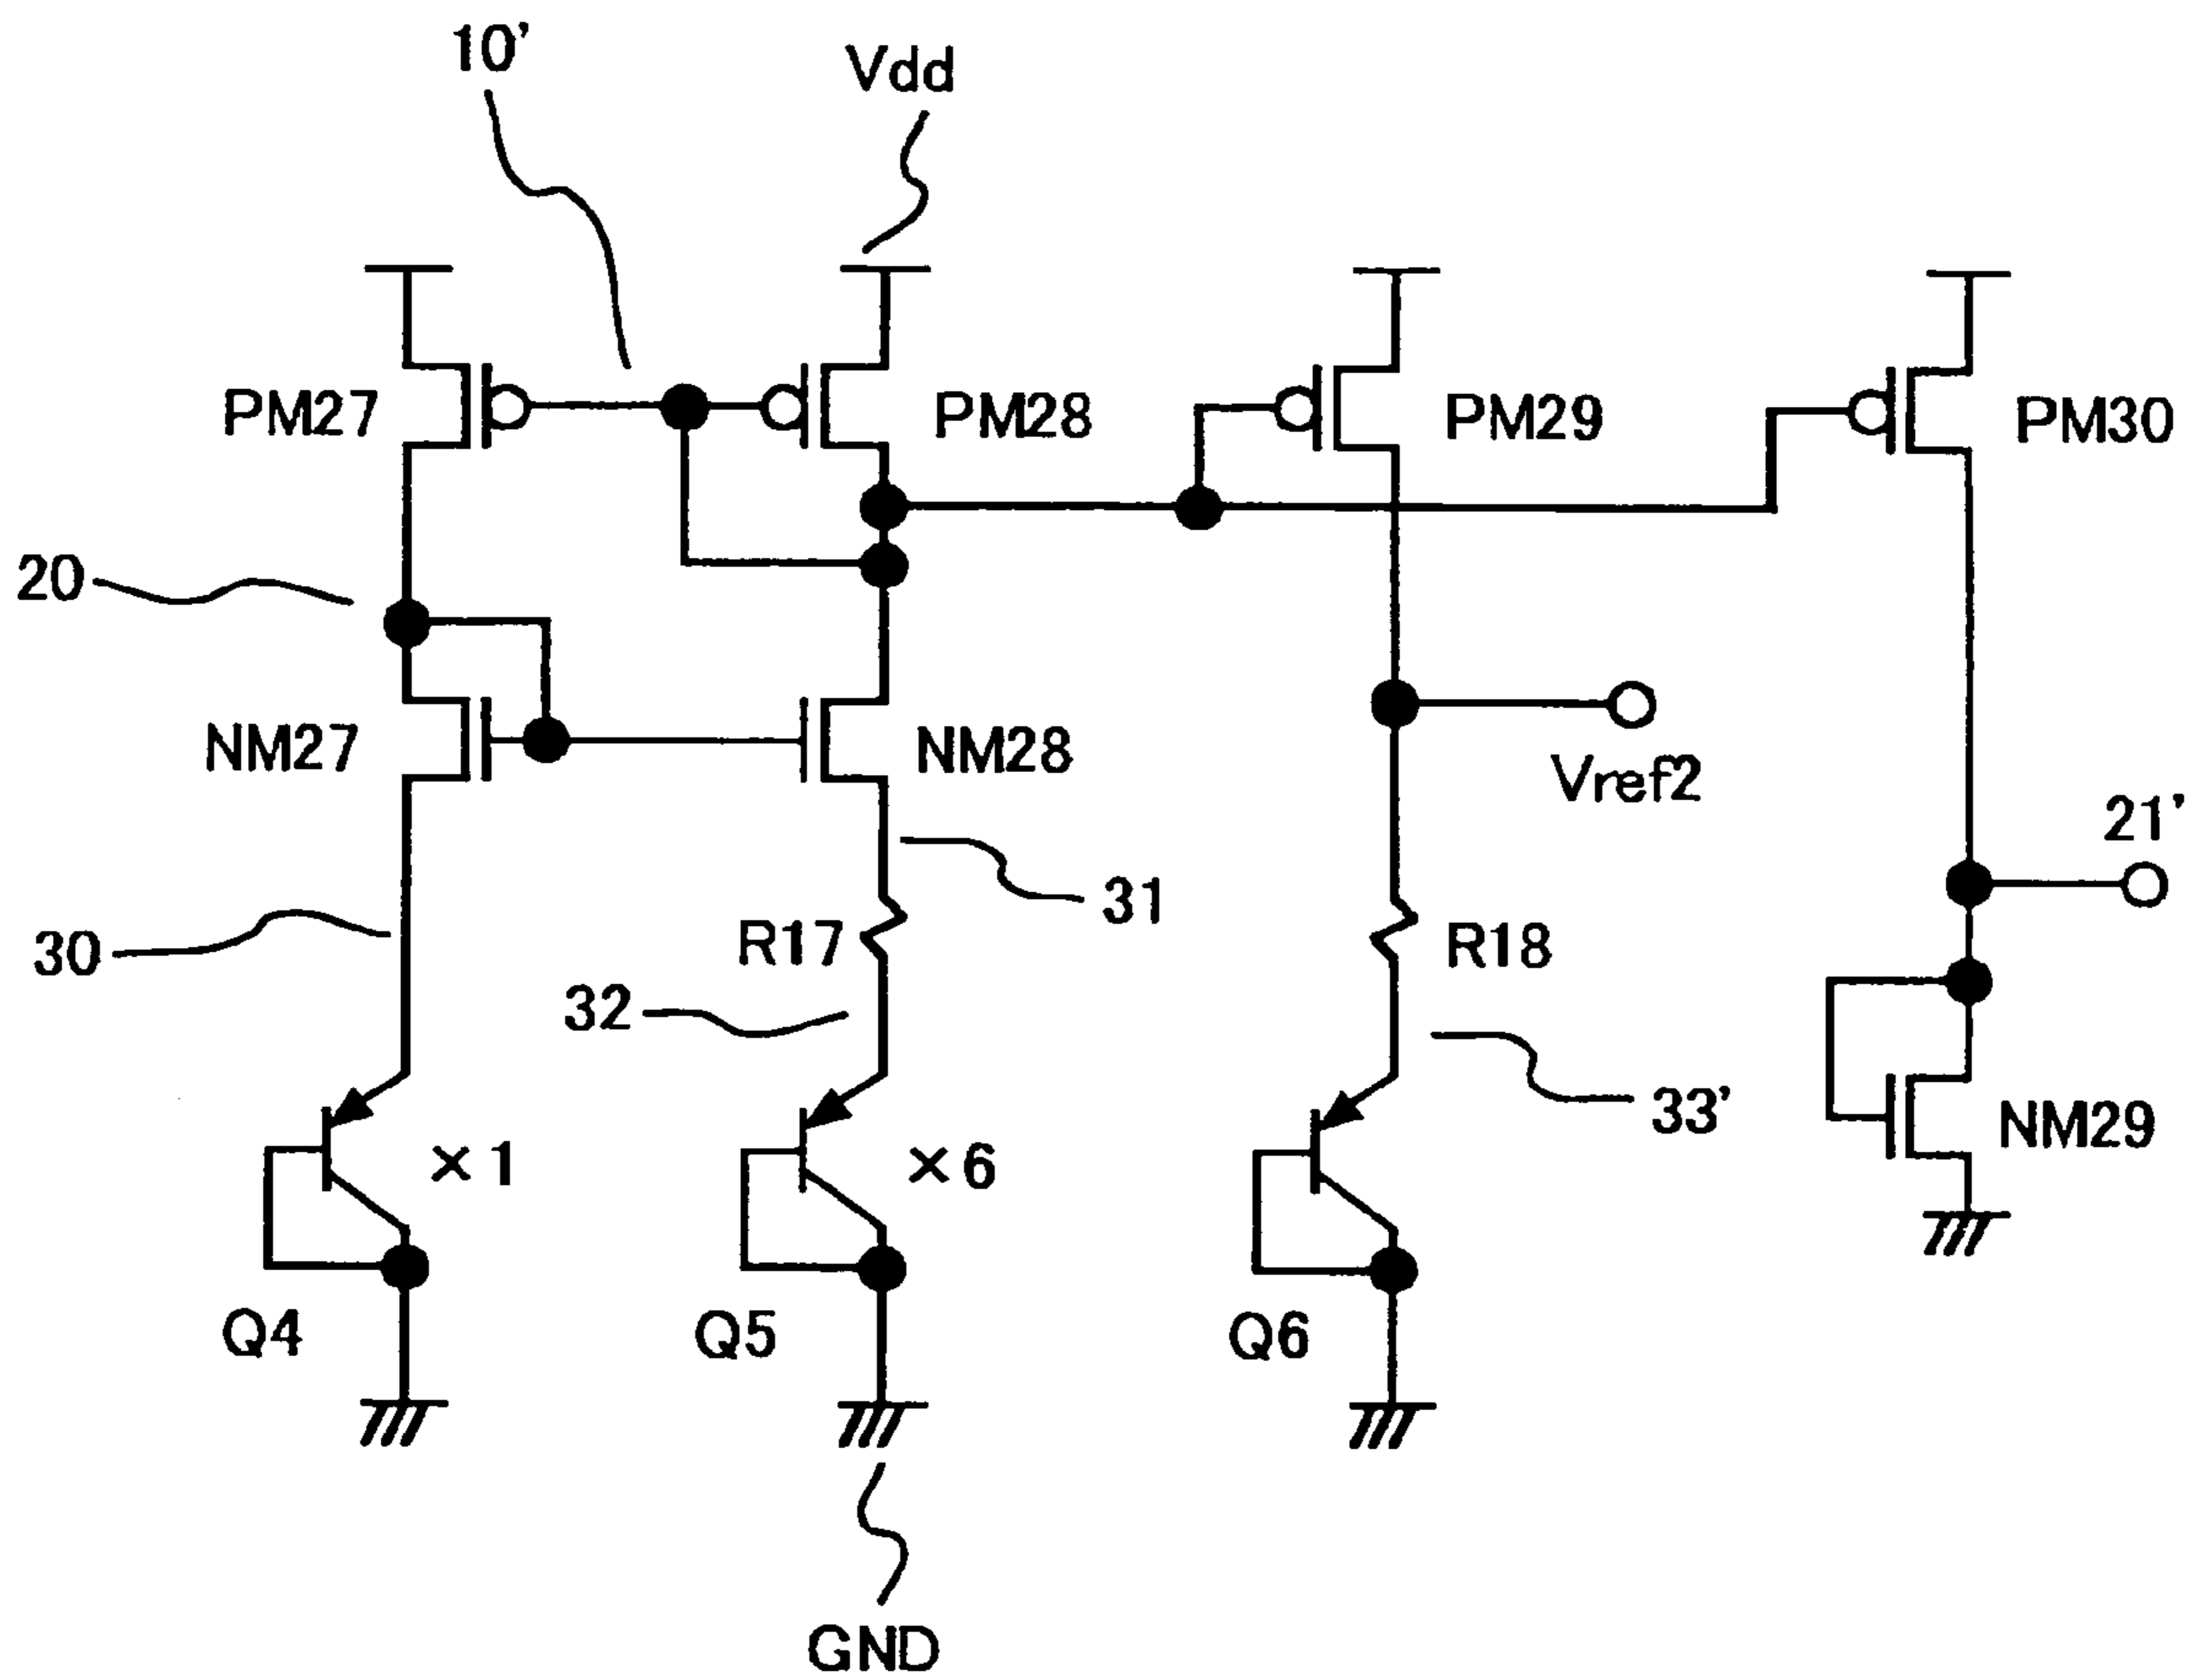 10'
Vdd
PM27
PM28
PM29
PM30
20
NM27
NM28
Vref2
21'
31
30
R17
R18
32
33'
×1
×6
NM29
Q4
Q5
Q6
GND